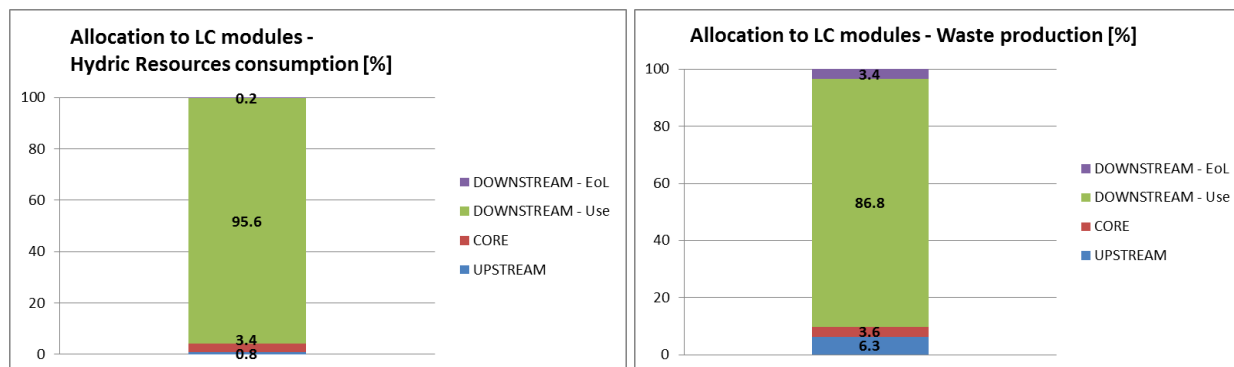 Allocation to LC modules -
Hydric Resources consumption [%]
100
80
60
40
20
0
0.2
95.6
3.4
0.8
DOWNSTREAM - EoL
DOWNSTREAM - Use
CORE
UPSTREAM
Allocation to LC modules - Waste production [%]
100
80
60
40
20
0
3.4
86.8
3.6
6.3
DOWNSTREAM - EoL
DOWNSTREAM - Use
CORE
UPSTREAM